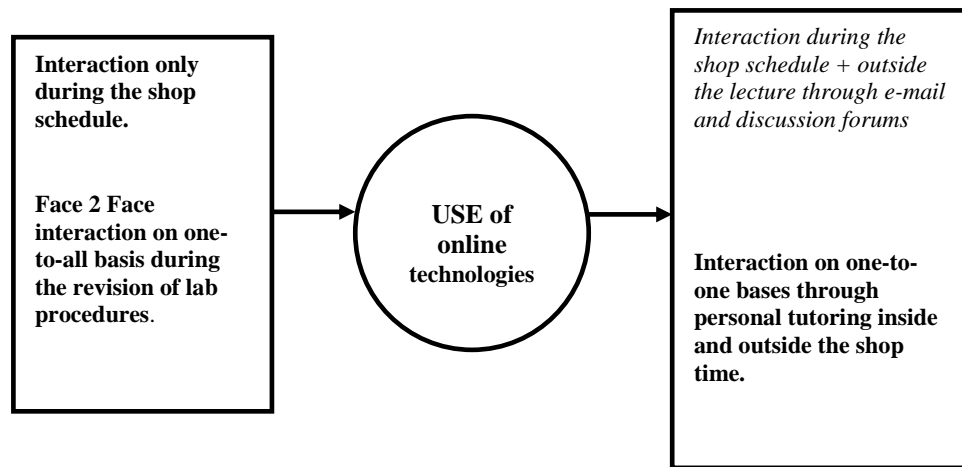 Interaction only
during the shop
schedule.
Face 2 Face
interaction on one-
to-all basis during
the revision of lab
procedures.
USE of
online
technologies
Interaction during the
shop schedule + outside
the lecture through e-mail
and discussion forums
Interaction on one-to-
one bases through
personal tutoring inside
and outside the shop
time.